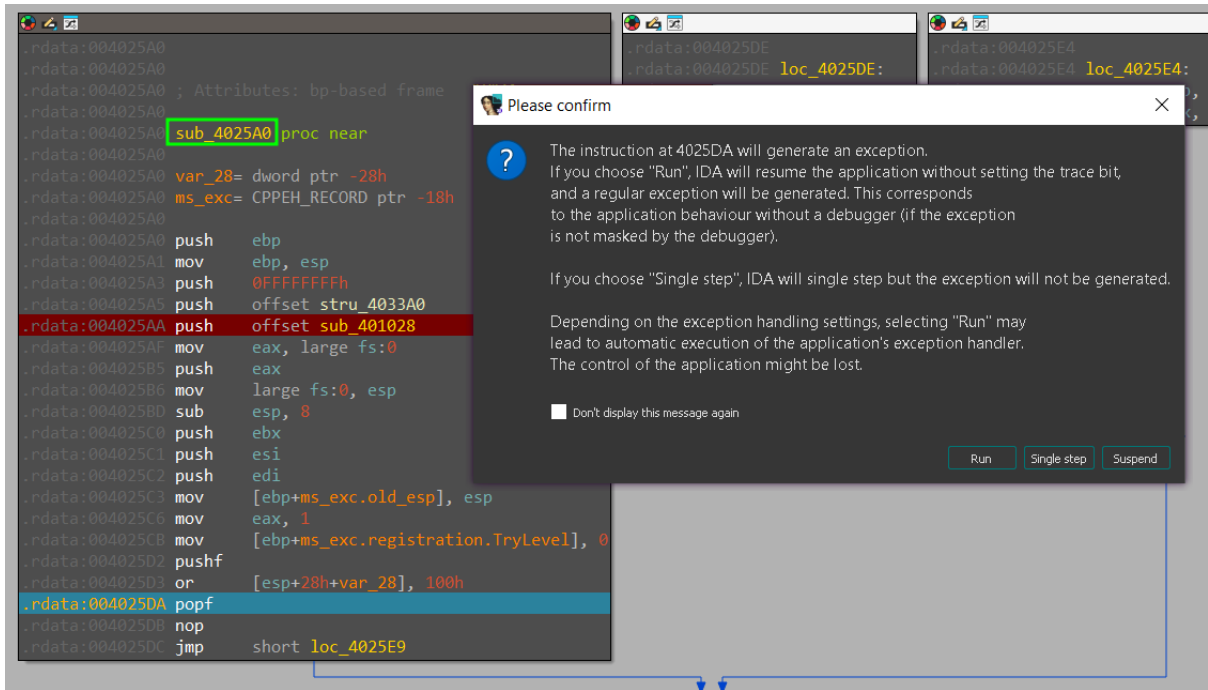 .rdata:004025A0
.rdata:004025A0
.rdata:004025A0 ; Attributes: bp-based frame
.rdata:004025A0
.rdata:004025A0 sub_4025A0 proc near
.rdata:004025A0
.rdata:004025A0 var_28= dword ptr -28h
.rdata:004025A0 ms_exc= CPPEH_RECORD ptr -18h
.rdata:004025A0
.rdata:004025A0 push ebp
.rdata:004025A1 mov ebp, esp
.rdata:004025A3 push 0FFFFFFFFh
.rdata:004025A5 push offset stru_4033A0
.rdata:004025AA push offset sub_401028
.rdata:004025AF mov eax, large fs:0
.rdata:004025B5 push eax
.rdata:004025B6 mov large fs:0, esp
.rdata:004025BD sub esp, 8
.rdata:004025C0 push ebx
.rdata:004025C1 push esi
.rdata:004025C2 push edi
.rdata:004025C3 mov [ebp+ms_exc.old_esp], esp
.rdata:004025C6 mov eax, 1
.rdata:004025CB mov [ebp+ms_exc.registration.TryLevel], 0
.rdata:004025D2 pushf
.rdata:004025D3 or [esp+28h+var_28], 100h
.rdata:004025DA popf
.rdata:004025DB nop
.rdata:004025DC jmp short loc_4025E9
.rdata:004025DE
.rdata:004025DE loc_4025DE:
.rdata:004025E4
.rdata:004025E4 loc_4025E4:
Please confirm
The instruction at 4025DA will generate an exception.
If you choose "Run", IDA will resume the application without setting the trace bit,
and a regular exception will be generated. This corresponds
to the application behaviour without a debugger (if the exception
is not masked by the debugger).
If you choose "Single step", IDA will single step but the exception will not be generated.
Depending on the exception handling settings, selecting "Run" may
lead to automatic execution of the application's exception handler.
The control of the application might be lost.
Don't display this message again
Run Single step Suspend